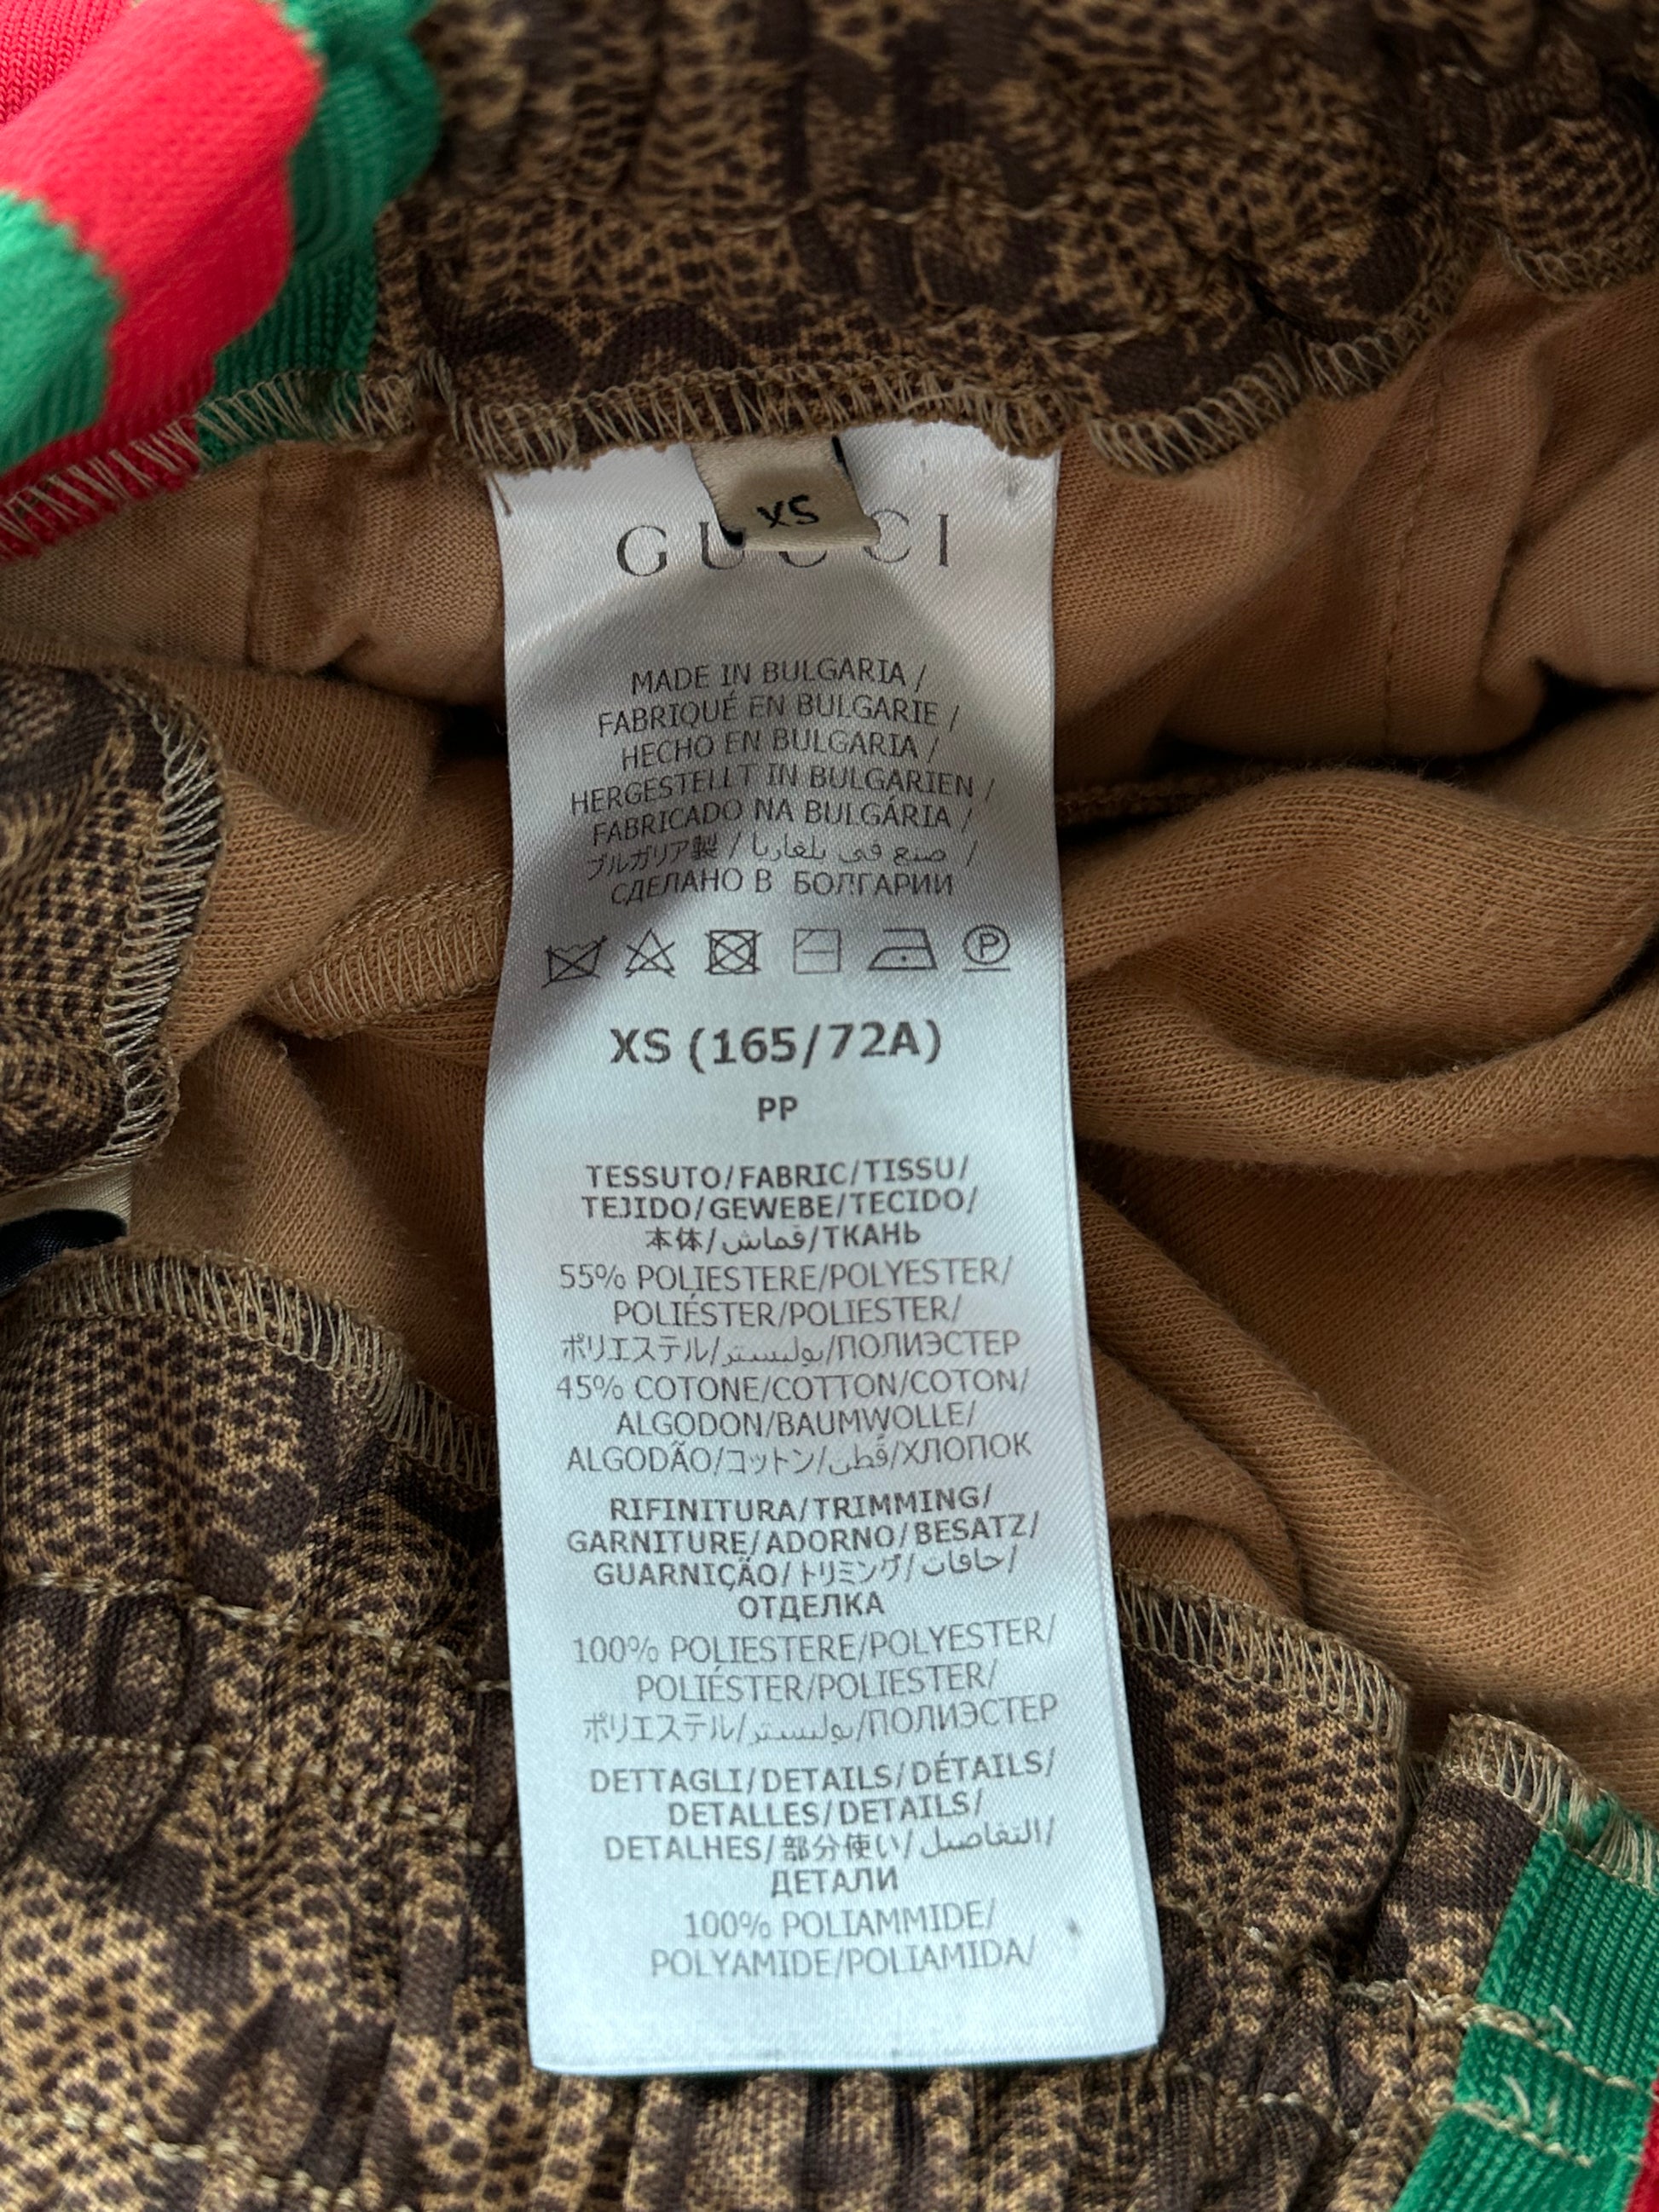 XS
GUCCI
MADE IN BULGARIA /
FABRIQUÉ EN BULGARIE /
HECHO EN BULGARIA /
HERGESTELLT IN BULGARIEN /
FABRICADO NA BULGÁRIA /
ブルガリア製 / صنع في بلغاريا /
СДЕЛАНО В БОЛГАРИИ
P
XS (165/72A)
PP
TESSUTO/FABRIC/TISSU/
TEJIDO/GEWEBE/TECIDO/
本体/قماش/ТКАНЬ
55% POLIESTERE/POLYESTER/
POLIÉSTER/POLIESTER/
ポリエステル/بوليستر/ПОЛИЭСТЕР
45% COTONE/COTTON/COTON/
ALGODON/BAUMWOLLE/
ALGODÃO/コットン/قطن/ХЛОПОК
RIFINITURA/TRIMMING/
GARNITURE/ADORNO/BESATZ/
GUARNIÇÃO/トリミング/حافات/
ОТДЕЛКА
100% POLIESTERE/POLYESTER/
POLIÉSTER/POLIESTER/
ポリエステル/بوليستر/ПОЛИЭСТЕР
DETTAGLI/DETAILS/DÉTAILS/
DETALLES/DETAILS/
DETALHES/部分使い/التفاصيل/
ДЕТАЛИ
100% POLIAMMIDE/
POLYAMIDE/POLIAMIDA/